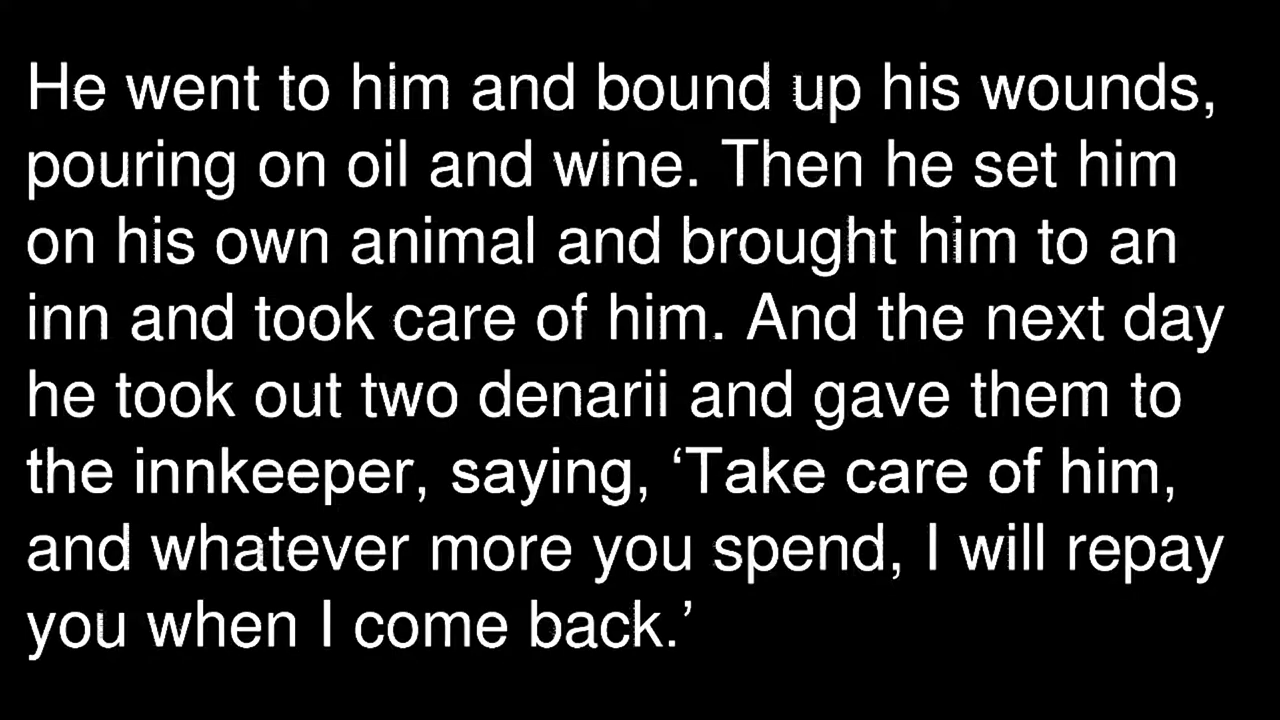 He went to him and bound up his wounds,
pouring on oil and wine. Then he set him
on his own animal and brought him to an
inn and took care of him. And the next day
he took out two denarii and gave them to
the innkeeper, saying, ‘Take care of him,
and whatever more you spend, I will repay
you when I come back.’